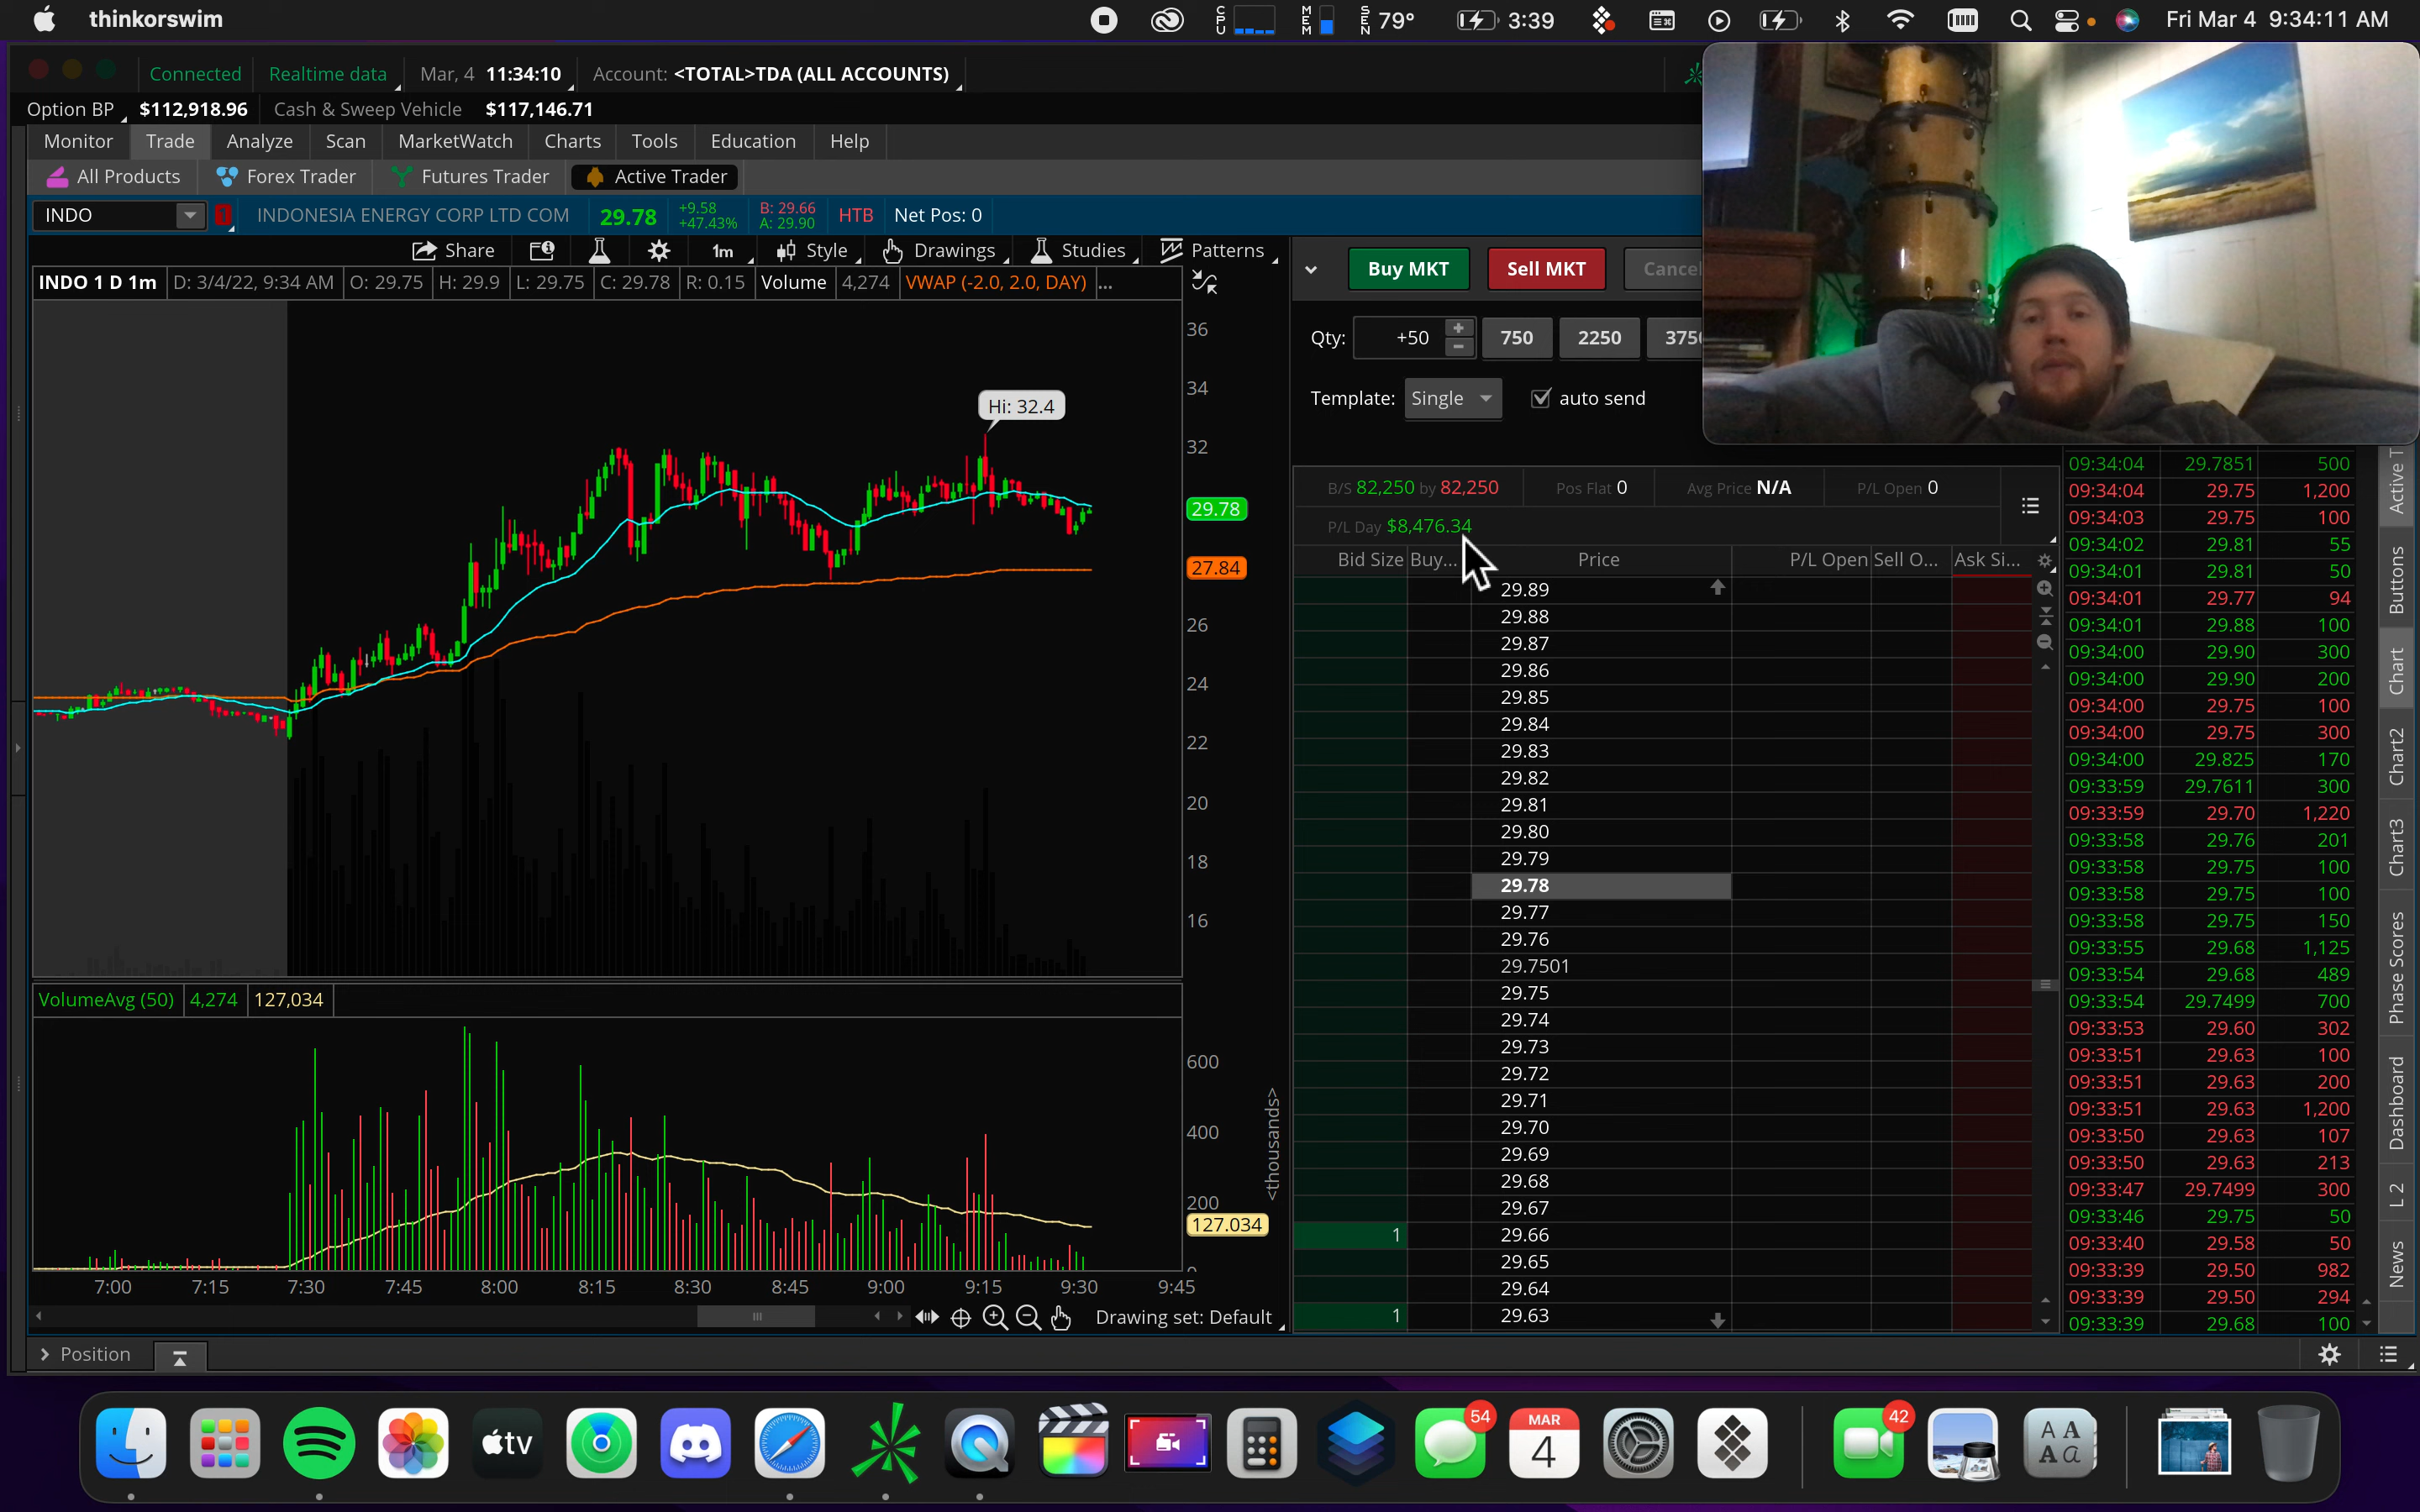 thinkorswim
CPU
MEM
SEN 79°
3:39
Fri Mar 4 9:34:11 AM
Connected
Realtime data
Mar, 4 11:34:10
Account: <TOTAL>TDA (ALL ACCOUNTS)
Option BP $112,918.96 Cash & Sweep Vehicle $117,146.71
Monitor Trade Analyze Scan MarketWatch Charts Tools Education Help
All Products Forex Trader Futures Trader Active Trader
INDO 1 INDONESIA ENERGY CORP LTD COM 29.78 +9.58 +47.43% B: 29.66 A: 29.90 HTB Net Pos: 0
Share 1m Style Drawings Studies Patterns
INDO 1 D 1m D: 3/4/22, 9:34 AM O: 29.75 H: 29.9 L: 29.75 C: 29.78 R: 0.15 Volume 4,274 VWAP (-2.0, 2.0, DAY) ...
Hi: 32.4
36
34
32
29.78
27.84
26
24
22
20
18
16
VolumeAvg (50) 4,274 127,034
600
400
200
127.034
0
<thousands>
7:00 7:15 7:30 7:45 8:00 8:15 8:30 8:45 9:00 9:15 9:30 9:45
Drawing set: Default
Position
Buy MKT Sell MKT Cancel
Qty: +50 750 2250 375
Template: Single auto send
B/S 82,250 by 82,250 Pos Flat 0 Avg Price N/A P/L Open 0
P/L Day $8,476.34
Bid Size Buy... Price P/L Open Sell O... Ask Si...
29.89
29.88
29.87
29.86
29.85
29.84
29.83
29.82
29.81
29.80
29.79
29.78
29.77
29.76
29.7501
29.75
29.74
29.73
29.72
29.71
29.70
29.69
29.68
29.67
1 29.66
29.65
29.64
1 29.63
09:34:04 29.7851 500
09:34:04 29.75 1,200
09:34:03 29.75 100
09:34:02 29.81 55
09:34:01 29.81 50
09:34:01 29.77 94
09:34:01 29.88 100
09:34:00 29.90 300
09:34:00 29.90 200
09:34:00 29.75 100
09:34:00 29.75 300
09:34:00 29.825 170
09:33:59 29.7611 300
09:33:59 29.70 1,220
09:33:58 29.76 201
09:33:58 29.75 100
09:33:58 29.75 100
09:33:58 29.75 150
09:33:55 29.68 1,125
09:33:54 29.68 489
09:33:54 29.7499 700
09:33:53 29.60 302
09:33:51 29.63 100
09:33:51 29.63 200
09:33:51 29.63 1,200
09:33:50 29.63 107
09:33:50 29.63 213
09:33:47 29.7499 300
09:33:46 29.75 50
09:33:40 29.58 50
09:33:39 29.50 982
09:33:39 29.50 294
09:33:39 29.68 100
Active T
Buttons
Chart
Chart2
Chart3
Phase Scores
Dashboard
L 2
News
tv
54
MAR
4
42
A A
A a